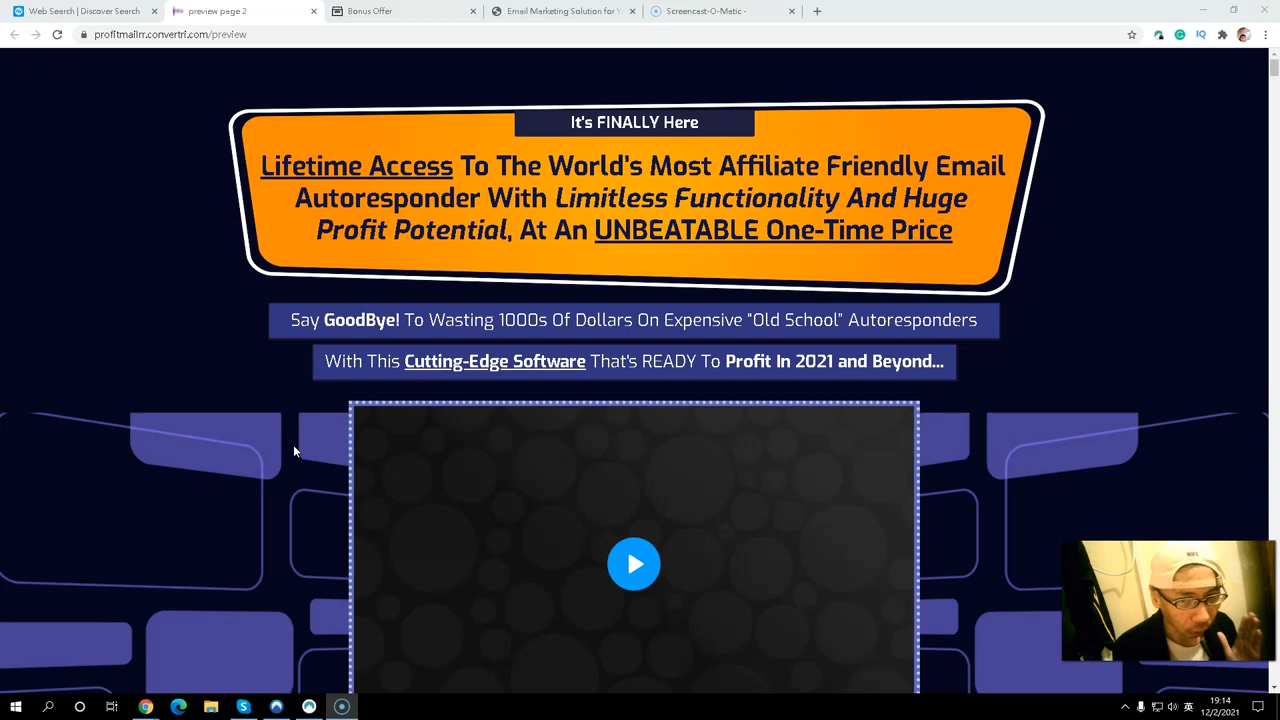 Web Search | Discover Search
preview page 2
Bonus Offer
Email Marketing Solution for Y
Screencast-O-Matic -
profitmailrr.convertri.com/preview
It's FINALLY Here
Lifetime Access To The World's Most Affiliate Friendly Email
Autoresponder With Limitless Functionality And Huge
Profit Potential, At An UNBEATABLE One-Time Price
Say GoodBye! To Wasting 1000s Of Dollars On Expensive "Old School" Autoresponders
With This Cutting-Edge Software That's READY To Profit In 2021 and Beyond...
英
19:14
12/2/2021